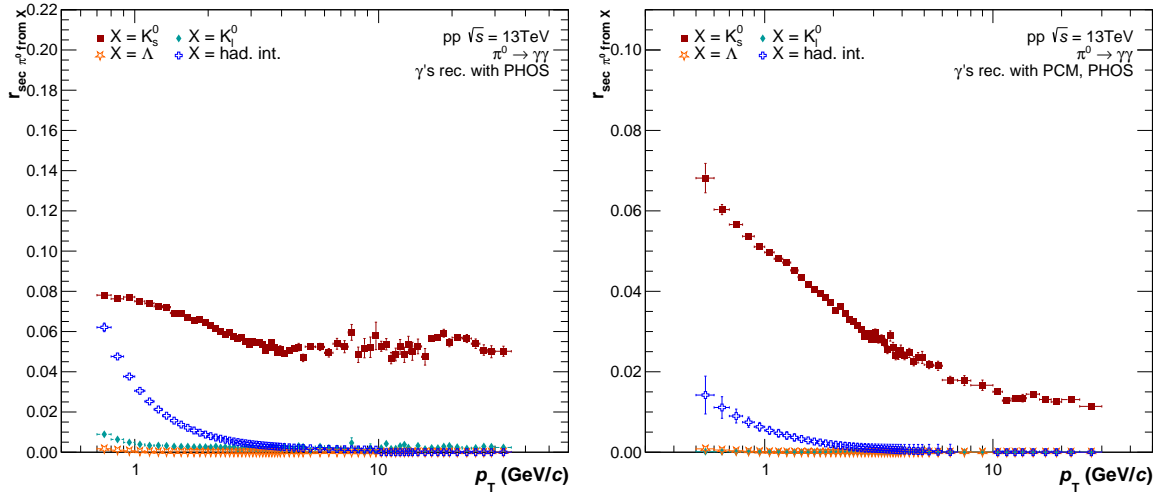 r_sec π⁰ from X
0.22
0.20
0.18
0.16
0.14
0.12
0.10
0.08
0.06
0.04
0.02
0.00
X = K⁰_s
X = K⁰_l
X = Λ
X = had. int.
pp √s = 13TeV
π⁰ → γγ
γ's rec. with PHOS
1
10
p_T (GeV/c)
r_sec π⁰ from X
0.10
0.08
0.06
0.04
0.02
0.00
X = K⁰_s
X = K⁰_l
X = Λ
X = had. int.
pp √s = 13TeV
π⁰ → γγ
γ's rec. with PCM, PHOS
1
10
p_T (GeV/c)